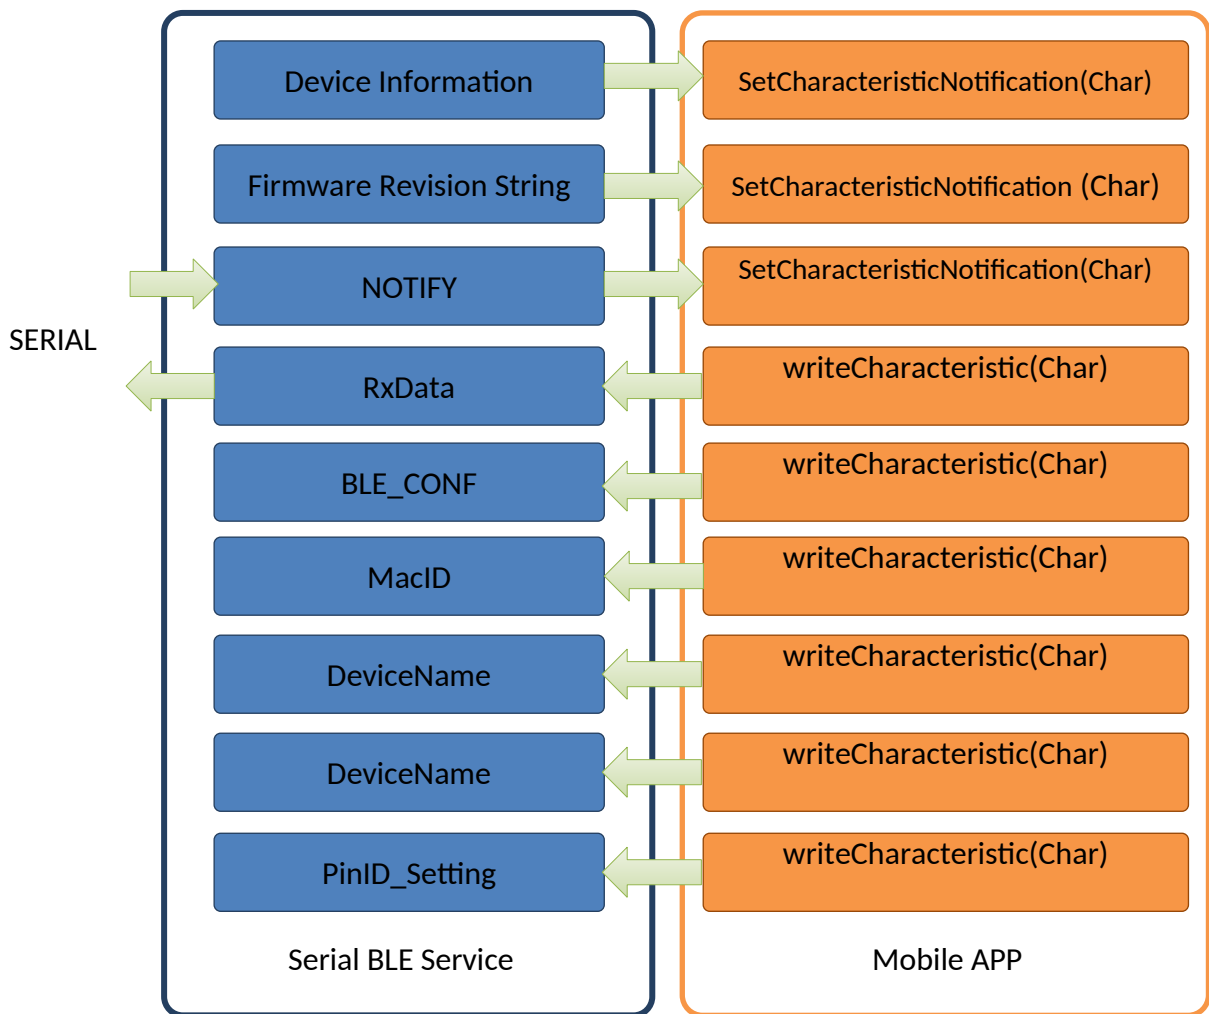 Device Information
SetCharacteristicNotification(Char)
Firmware Revision String
SetCharacteristicNotification (Char)
NOTIFY
SetCharacteristicNotification(Char)
SERIAL
RxData
writeCharacteristic(Char)
BLE_CONF
writeCharacteristic(Char)
MacID
writeCharacteristic(Char)
DeviceName
writeCharacteristic(Char)
DeviceName
writeCharacteristic(Char)
PinID_Setting
writeCharacteristic(Char)
Serial BLE Service
Mobile APP